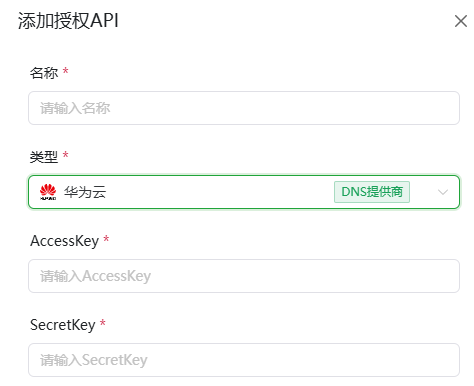 添加授权API
名称 *
请输入名称
类型 *
华为云 DNS提供商
AccessKey *
请输入AccessKey
SecretKey *
请输入SecretKey